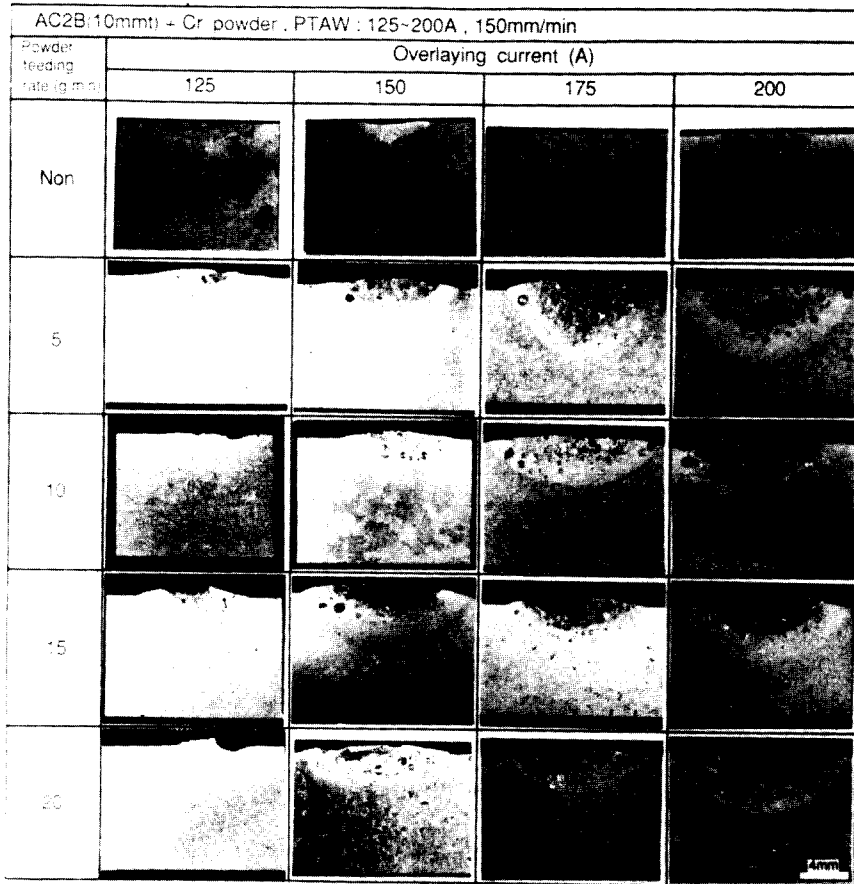 AC2B(10mmt) + Cr powder . PTAW : 125~200A , 150mm/min
Powder
feeding
rate (g/min)
Overlaying current (A)
125 150 175 200
Non
5
10
15
20
4mm